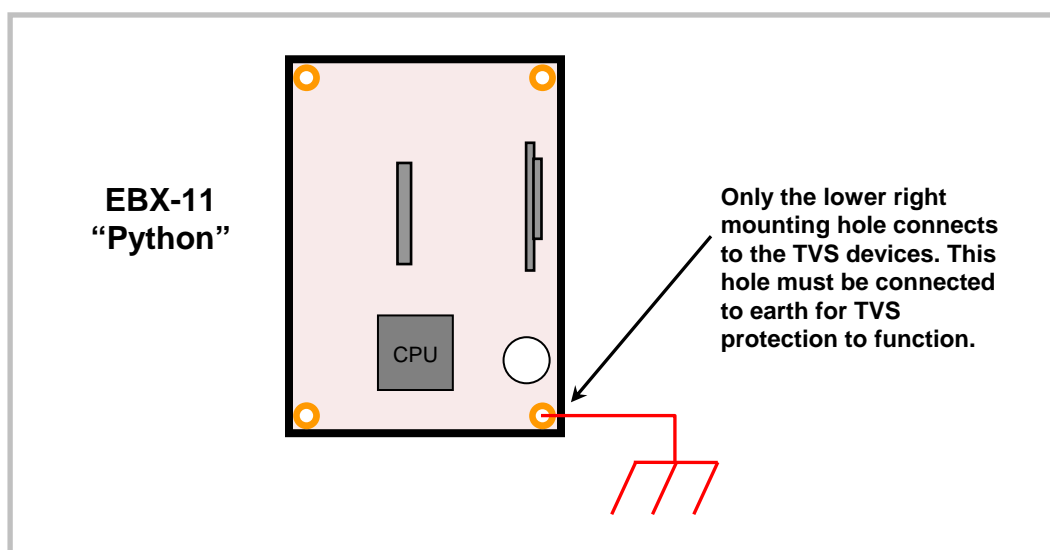 EBX-11
“Python”
Only the lower right
mounting hole connects
to the TVS devices. This
hole must be connected
to earth for TVS
protection to function.
CPU